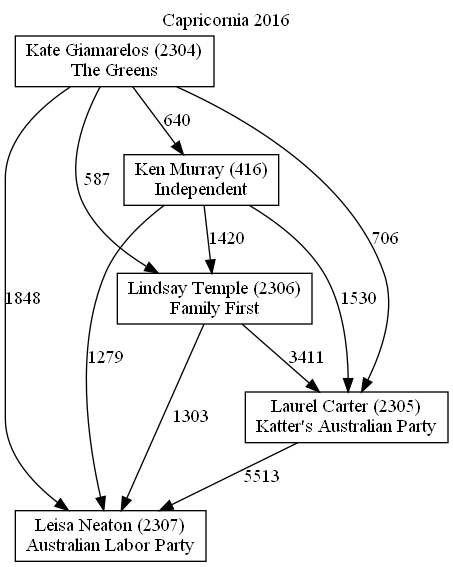 Capricornia 2016
Kate Giamarelos (2304)
The Greens
640
Ken Murray (416)
Independent
587
1420
706
Lindsay Temple (2306)
Family First
1848
1279
1530
3411
1303
Laurel Carter (2305)
Katter's Australian Party
5513
Leisa Neaton (2307)
Australian Labor Party